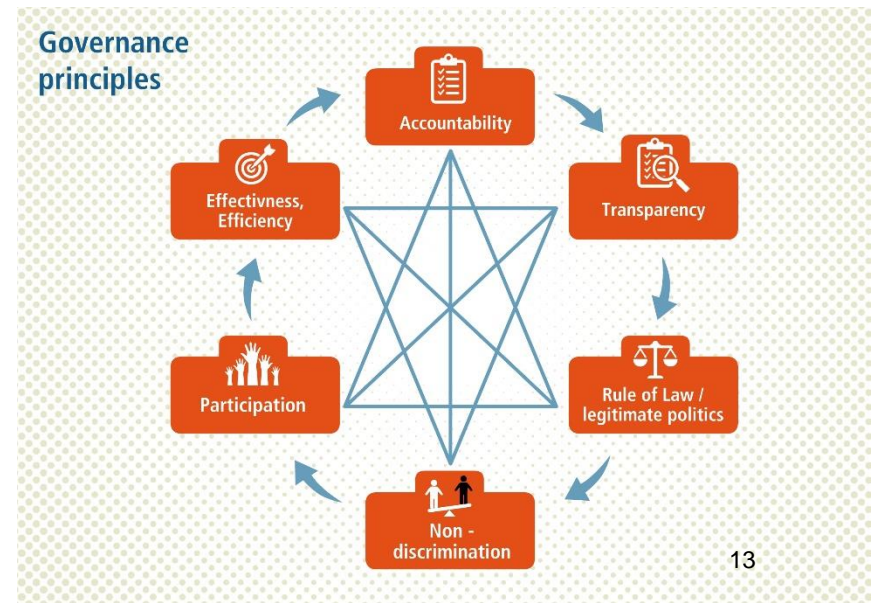 Governance
principles
Accountability
Transparency
Rule of Law /
legitimate politics
Non -
discrimination
Participation
Effectivness,
Efficiency
13